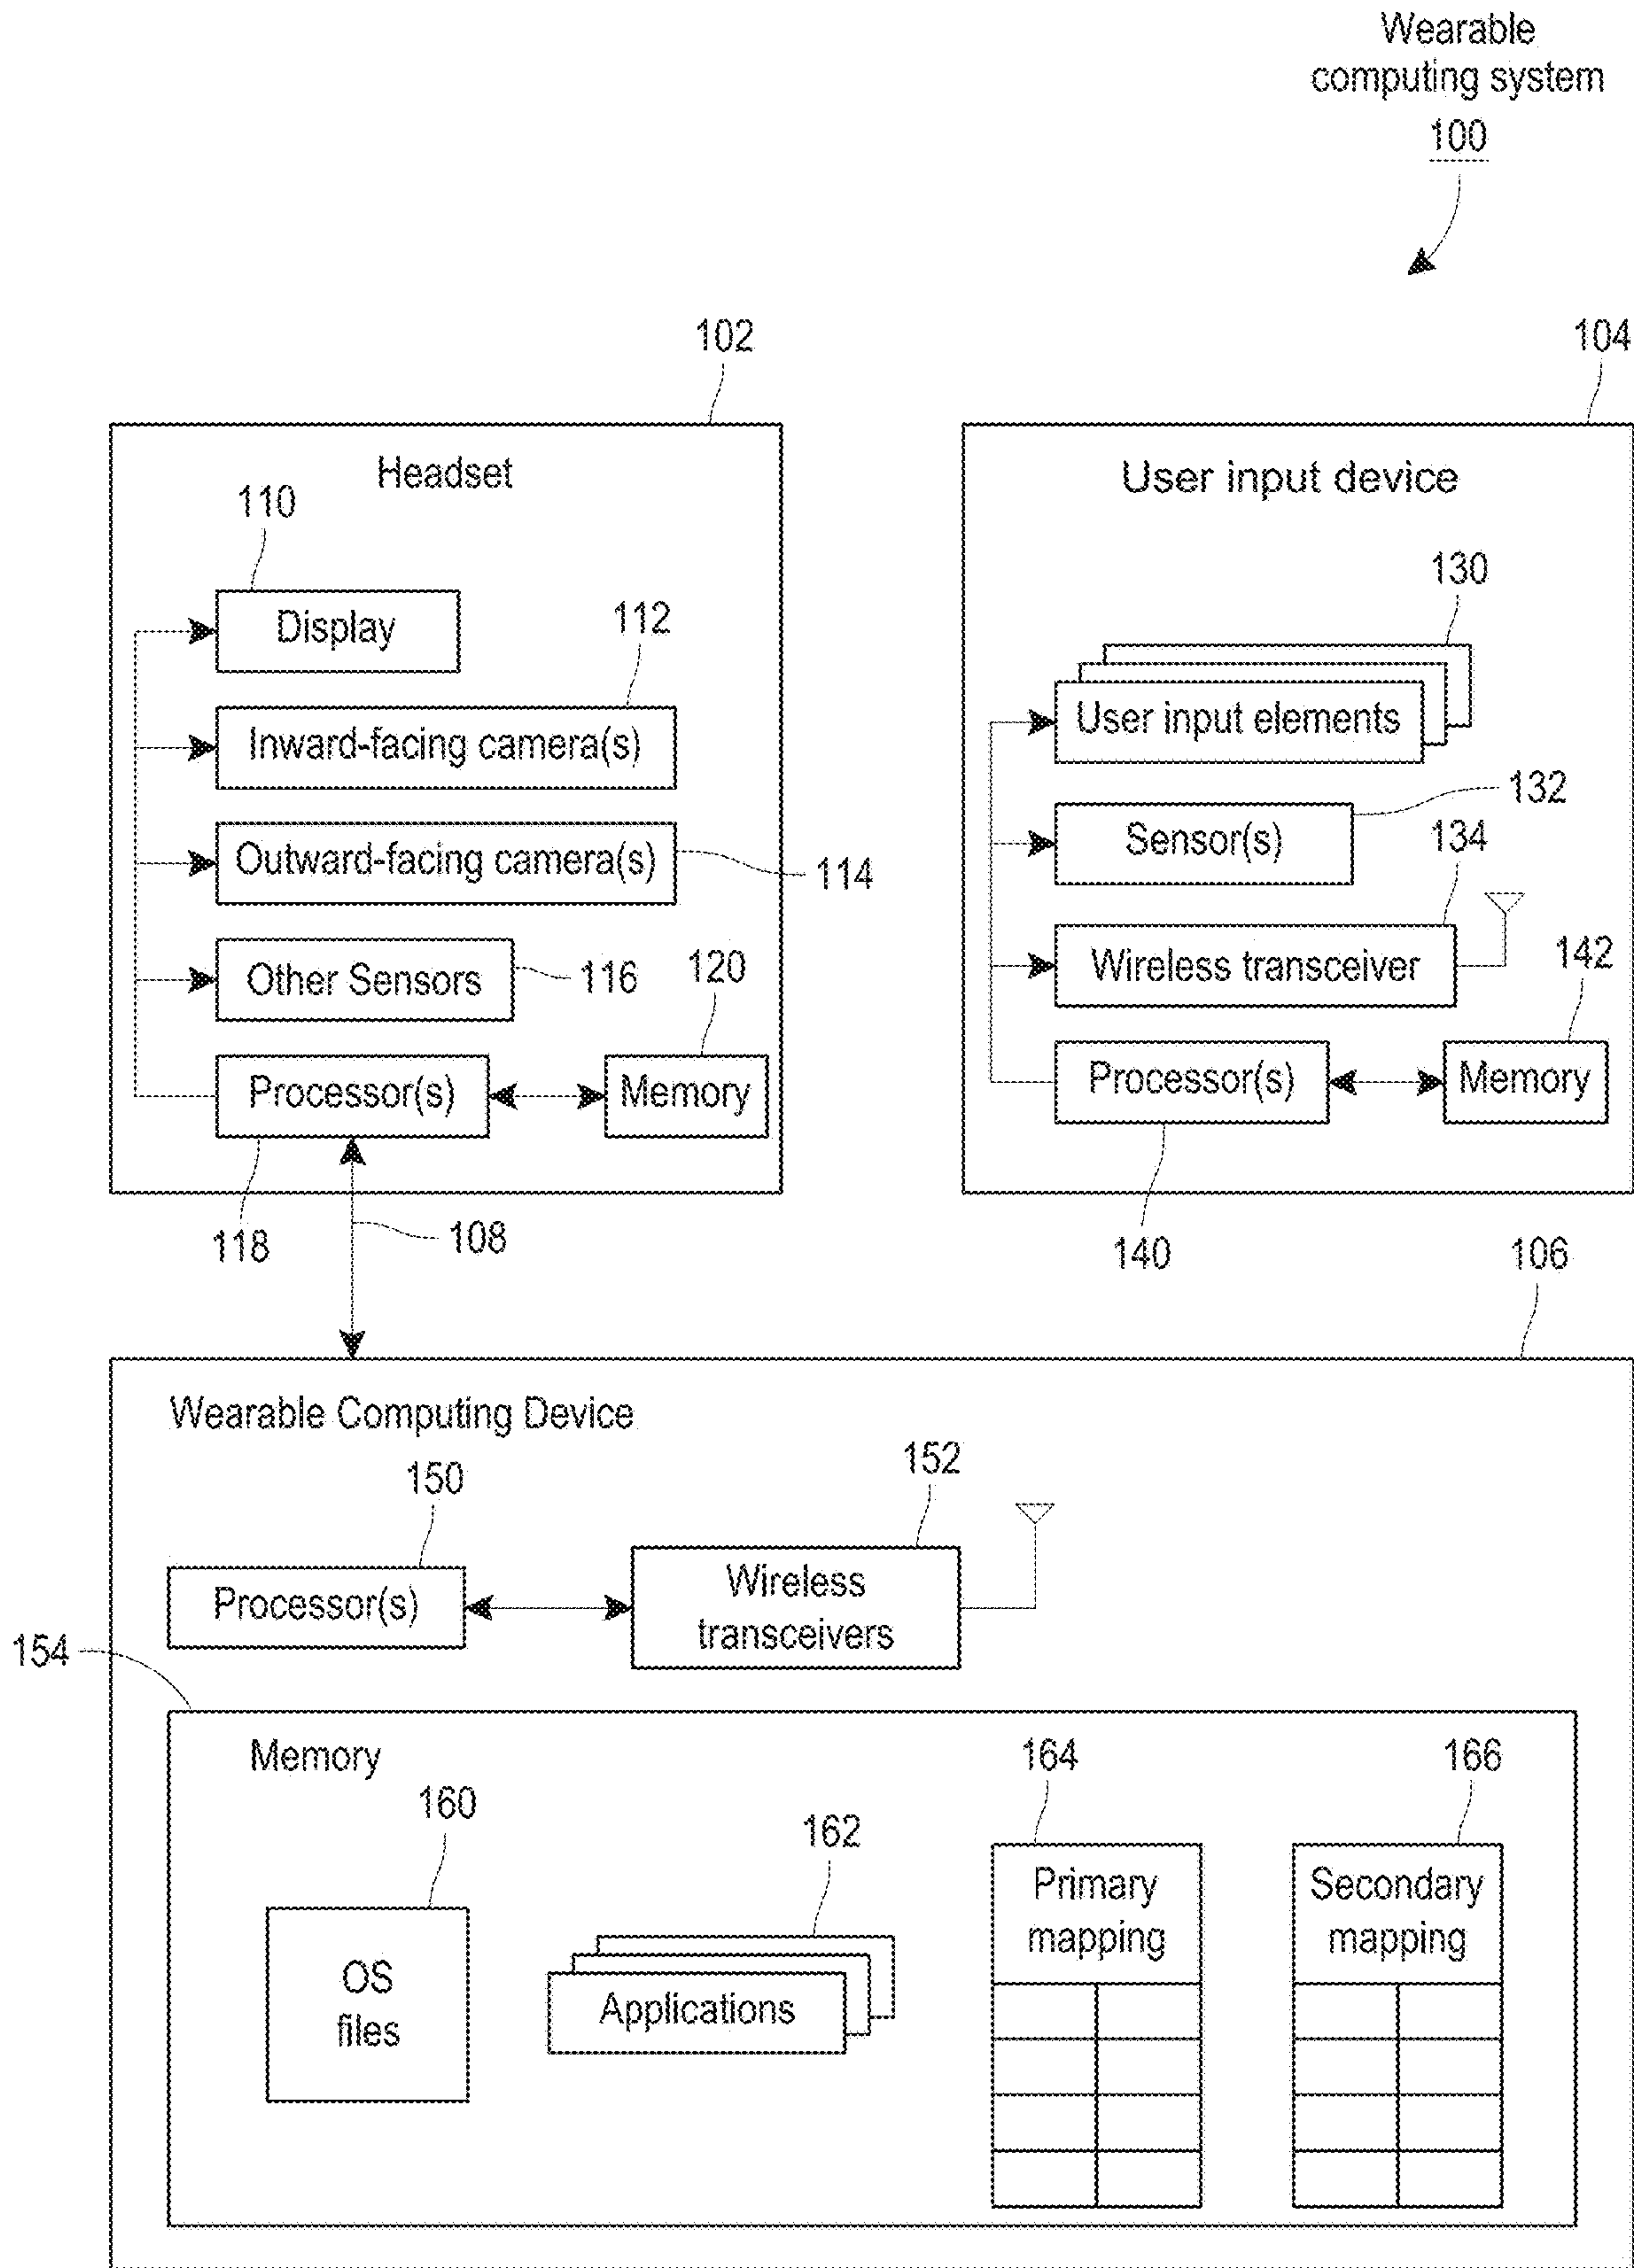 Wearable
computing system
100
102
104
Headset
User input device
110
130
Display
112
User input elements
Inward-facing camera(s)
132
Sensor(s)
134
Outward-facing camera(s)
114
Wireless transceiver
142
Other Sensors
116
120
Processor(s)
Memory
Processor(s)
Memory
118
108
140
106
Wearable Computing Device
150
152
Processor(s)
Wireless
transceivers
154
Memory
164
166
160
162
Primary
mapping
Secondary
mapping
OS
files
Applications